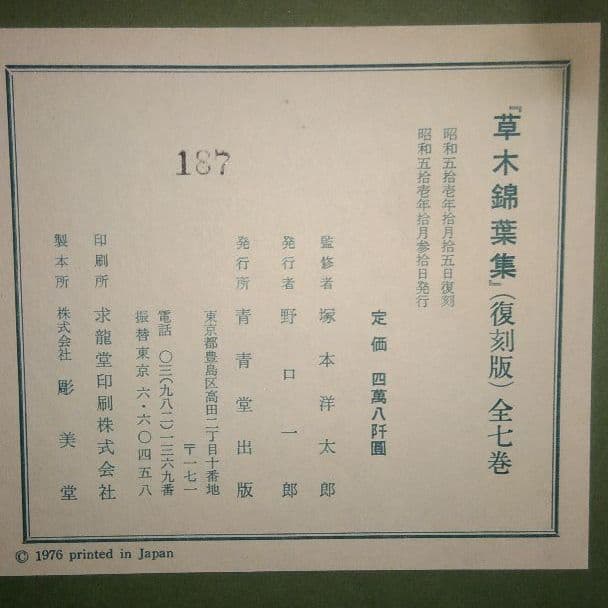 『草木錦葉集』(復刻版) 全七巻
昭和五拾壱年拾月拾五日復刻
昭和五拾壱年拾月参拾日発行
定価 四萬八阡圓
監修者 塚本洋太郎
発行者 野口一郎
発行所 青青堂出版
東京都豊島区高田二丁目十番地
〒一七一
電話 〇三(九八二)一三六九番
振替東京 六・六〇四五八
印刷所 求龍堂印刷株式会社
製本所 株式会社 彫美堂
187
© 1976 printed in Japan